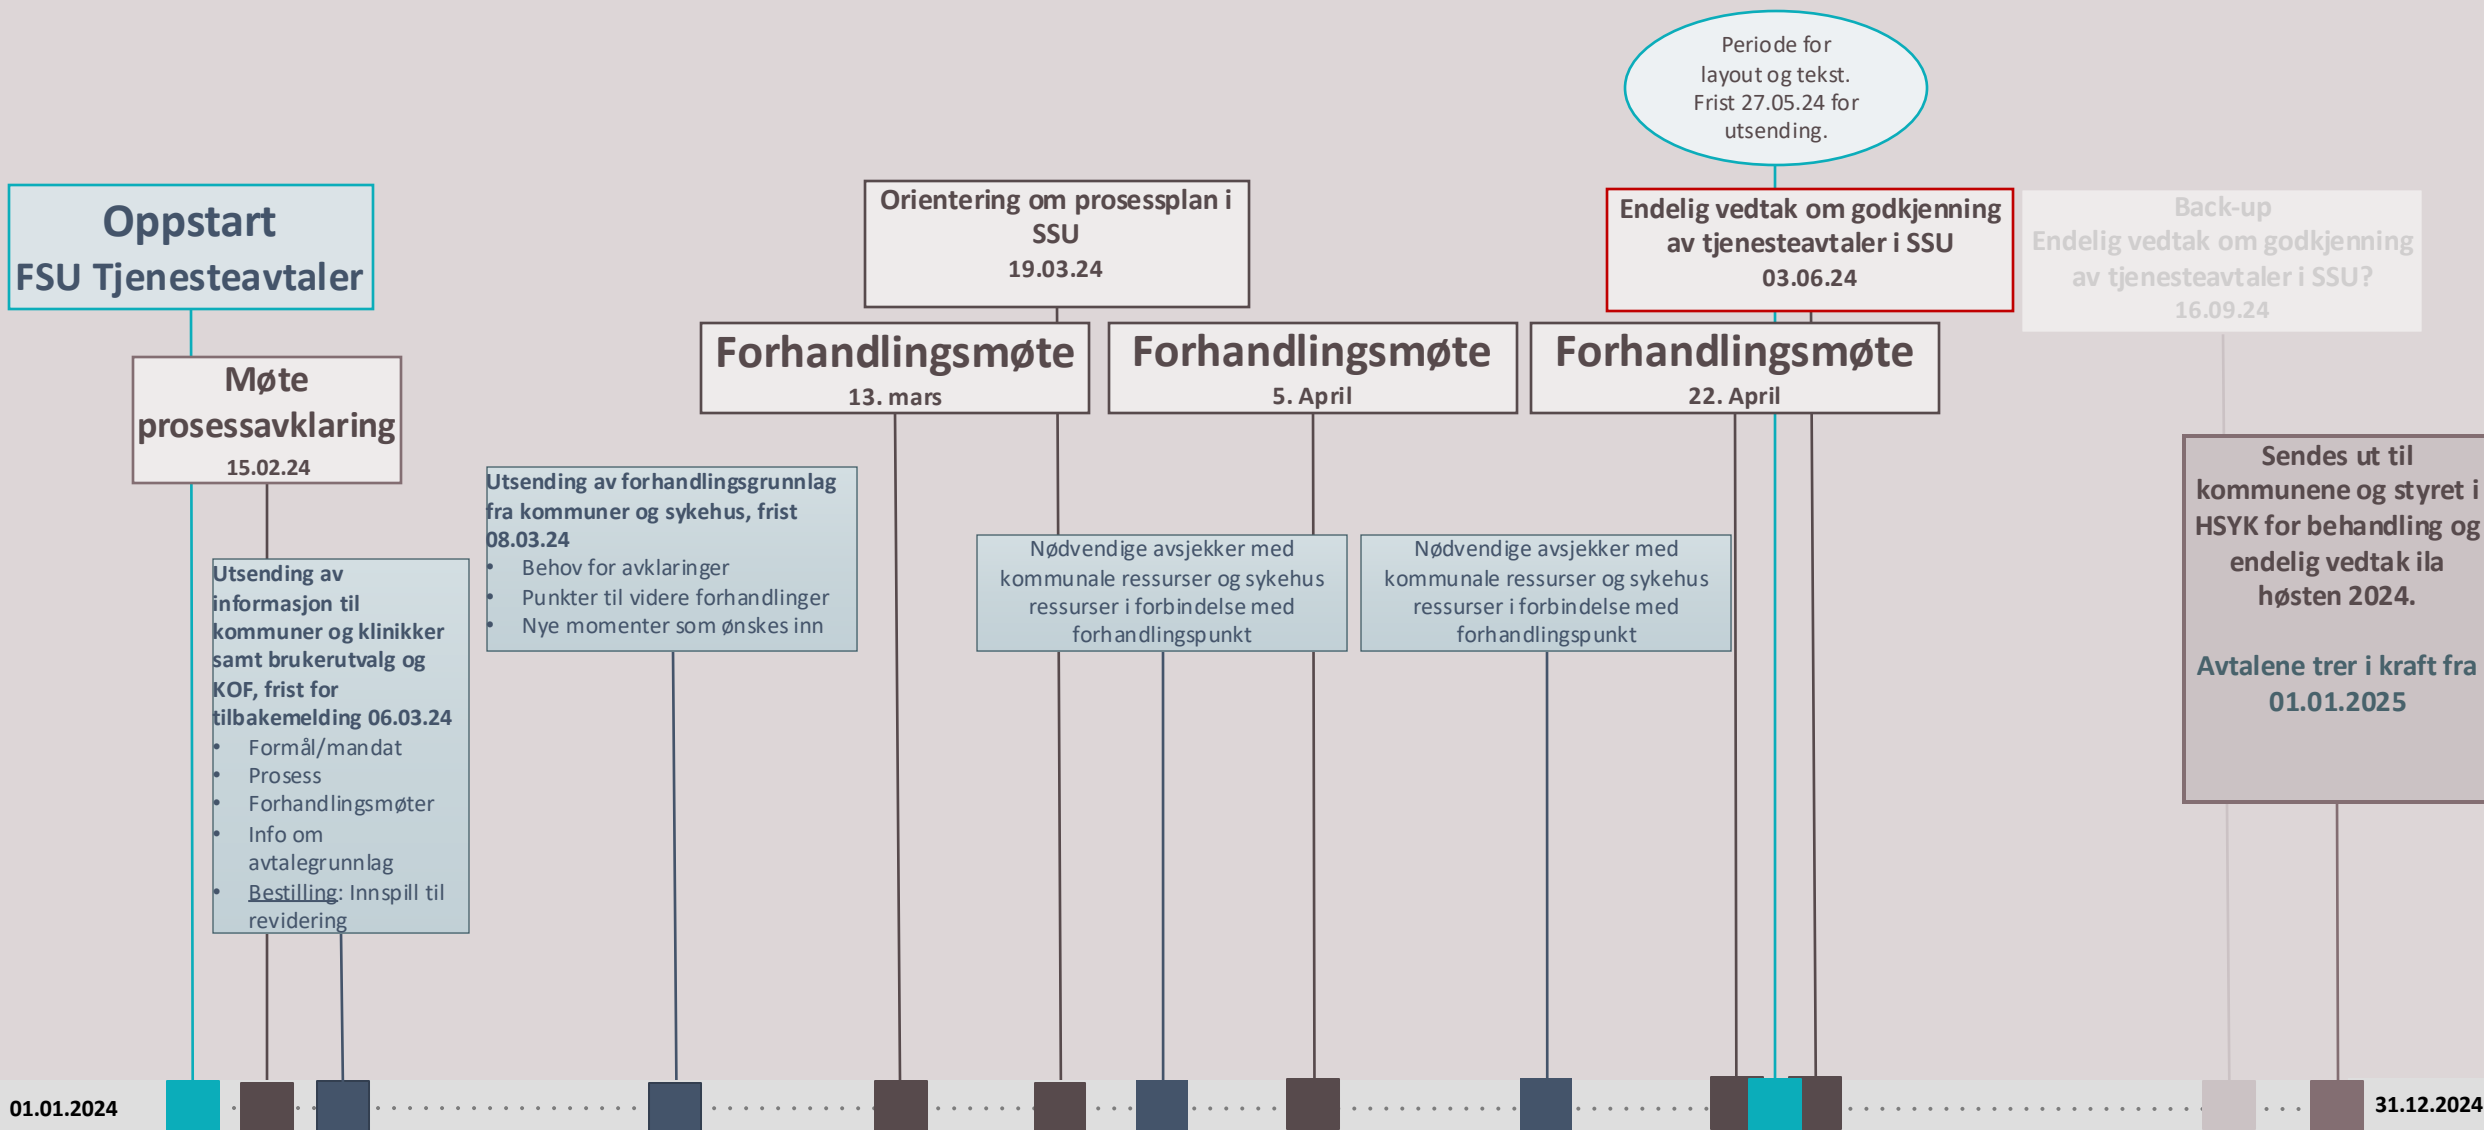 Periode for
layout og tekst.
Frist 27.05.24 for
utsending.
Oppstart
FSU Tjenesteavtaler
Orientering om prosessplan i
SSU
19.03.24
Endelig vedtak om godkjenning
av tjenesteavtaler i SSU
03.06.24
Back-up
Endelig vedtak om godkjenning
av tjenesteavtaler i SSU?
16.09.24
Møte
prosessavklaring
15.02.24
Forhandlingsmøte
13. mars
Forhandlingsmøte
5. April
Forhandlingsmøte
22. April
Utsending av
informasjon til
kommuner og klinikker
samt brukerutvalg og
KOF, frist for
tilbakemelding 06.03.24
• Formål/mandat
• Prosess
• Forhandlingsmøter
• Info om
avtalegrunnlag
• Bestilling: Innspill til
revidering
Utsending av forhandlingsgrunnlag
fra kommuner og sykehus, frist
08.03.24
• Behov for avklaringer
• Punkter til videre forhandlinger
• Nye momenter som ønskes inn
Nødvendige avsjekker med
kommunale ressurser og sykehus
ressurser i forbindelse med
forhandlingspunkt
Nødvendige avsjekker med
kommunale ressurser og sykehus
ressurser i forbindelse med
forhandlingspunkt
Sendes ut til
kommunene og styret i
HSYK for behandling og
endelig vedtak ila
høsten 2024.
Avtalene trer i kraft fra
01.01.2025
01.01.2024
31.12.2024